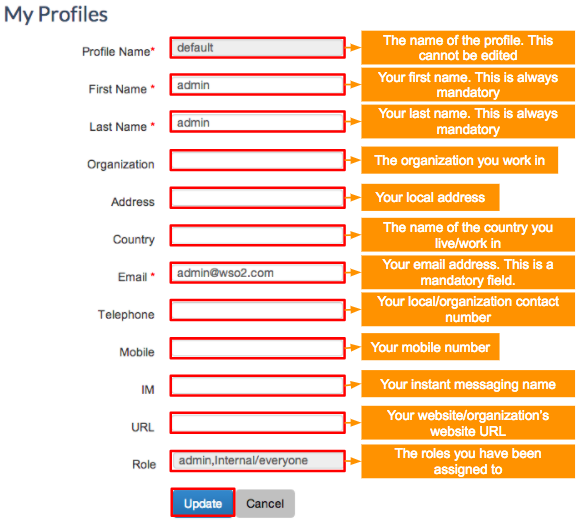 My Profiles
Profile Name* default The name of the profile. This
cannot be edited
First Name * admin Your first name. This is always
mandatory
Last Name * admin Your last name. This is always
mandatory
Organization The organization you work in
Address Your local address
Country The name of the country you
live/work in
Email * admin@wso2.com Your email address. This is a
mandatory field.
Telephone Your local/organization contact
number
Mobile Your mobile number
IM Your instant messaging name
URL Your website/organization's
website URL
Role admin,Internal/everyone The roles you have been
assigned to
Update Cancel